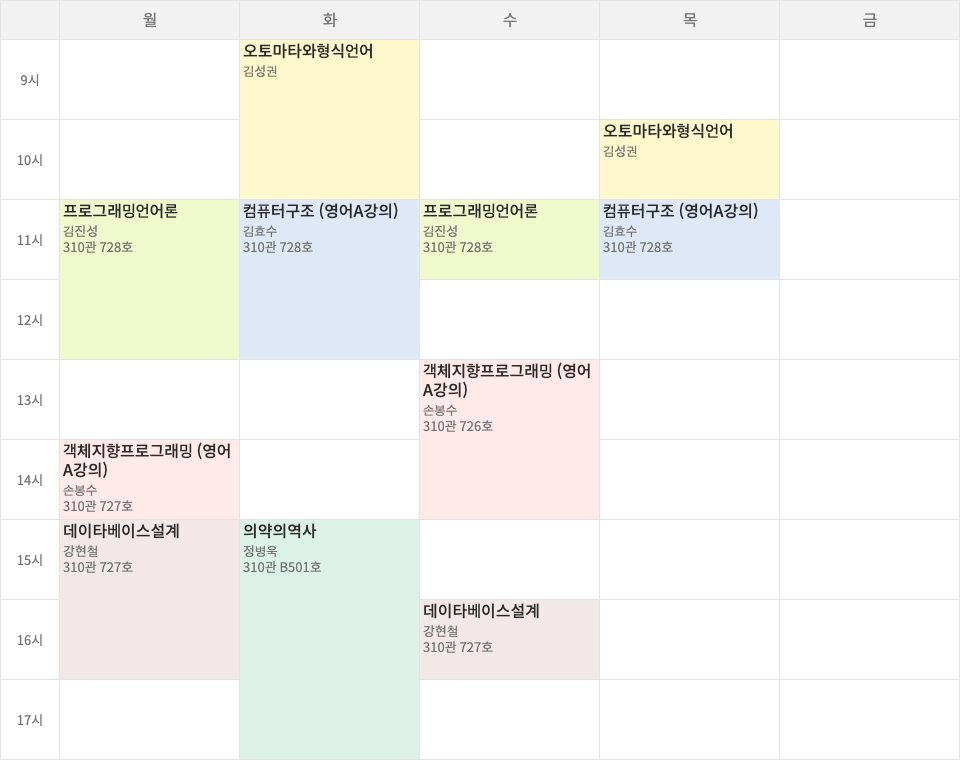 월 화 수 목 금
9시
오토마타와형식언어
김성권
10시
오토마타와형식언어
김성권
11시
프로그래밍언어론
김진성
310관 728호
컴퓨터구조 (영어A강의)
김효수
310관 728호
프로그래밍언어론
김진성
310관 728호
컴퓨터구조 (영어A강의)
김효수
310관 728호
12시
13시
객체지향프로그래밍 (영어
A강의)
손봉수
310관 726호
14시
객체지향프로그래밍 (영어
A강의)
손봉수
310관 727호
15시
데이타베이스설계
강현철
310관 727호
의약의역사
정병욱
310관 B501호
16시
데이타베이스설계
강현철
310관 727호
17시